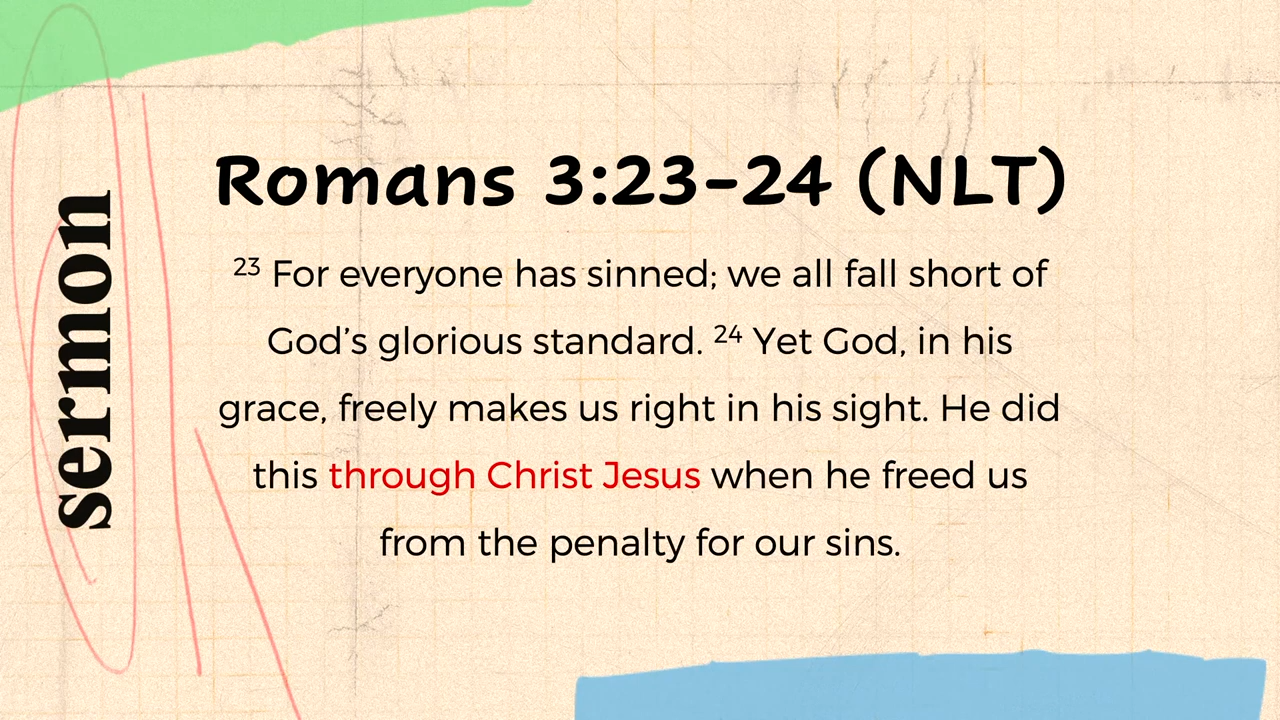 sermon
Romans 3:23-24 (NLT)
²³ For everyone has sinned; we all fall short of
God’s glorious standard. ²⁴ Yet God, in his
grace, freely makes us right in his sight. He did
this through Christ Jesus when he freed us
from the penalty for our sins.